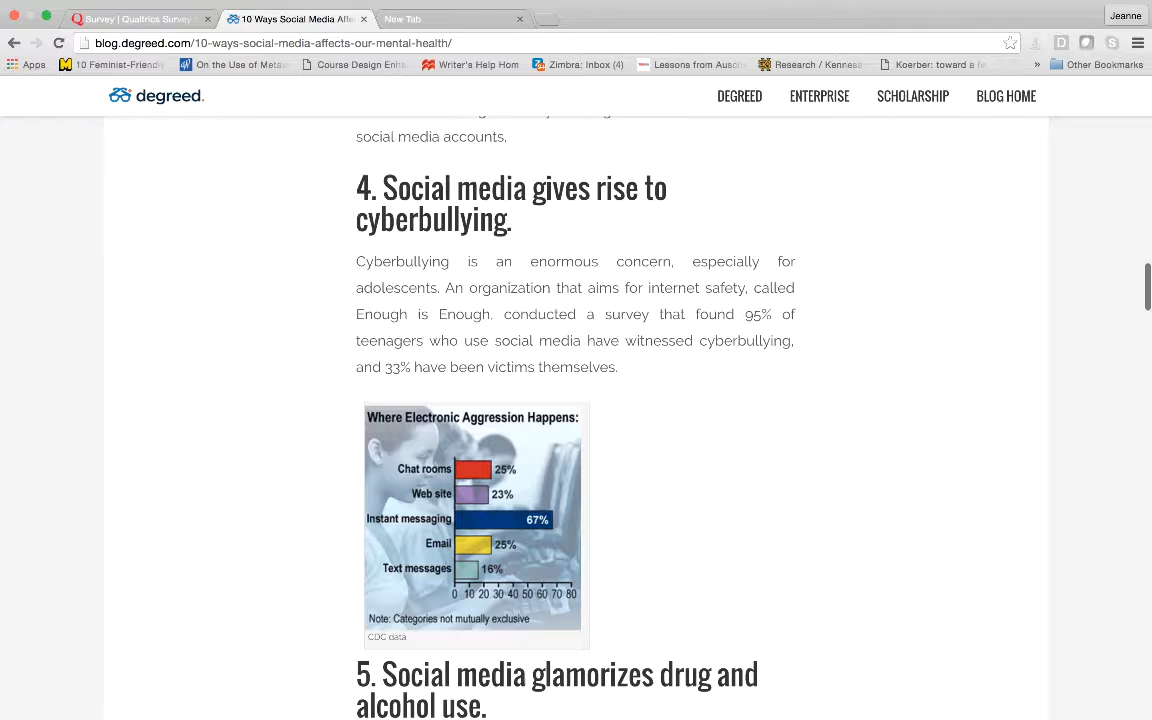 Survey | Qualtrics Survey
10 Ways Social Media Affe
New Tab
Jeanne
blog.degreed.com/10-ways-social-media-affects-our-mental-health/
Apps
10 Feminist-Friendly
On the Use of Meta
Course Design Enha
Writer's Help Hom
Zimbra: Inbox (4)
Lessons from Ausch
Research / Kennesa
Koerber: toward a fe
»
Other Bookmarks
degreed.
DEGREED
ENTERPRISE
SCHOLARSHIP
BLOG HOME
social media accounts.
4. Social media gives rise to
cyberbullying.
Cyberbullying is an enormous concern, especially for
adolescents. An organization that aims for internet safety, called
Enough is Enough, conducted a survey that found 95% of
teenagers who use social media have witnessed cyberbullying,
and 33% have been victims themselves.
Where Electronic Aggression Happens:
Chat rooms 25%
Web site 23%
Instant messaging 67%
Email 25%
Text messages 16%
0 10 20 30 40 50 60 70 80
Note: Categories not mutually exclusive
CDC data
5. Social media glamorizes drug and
alcohol use.